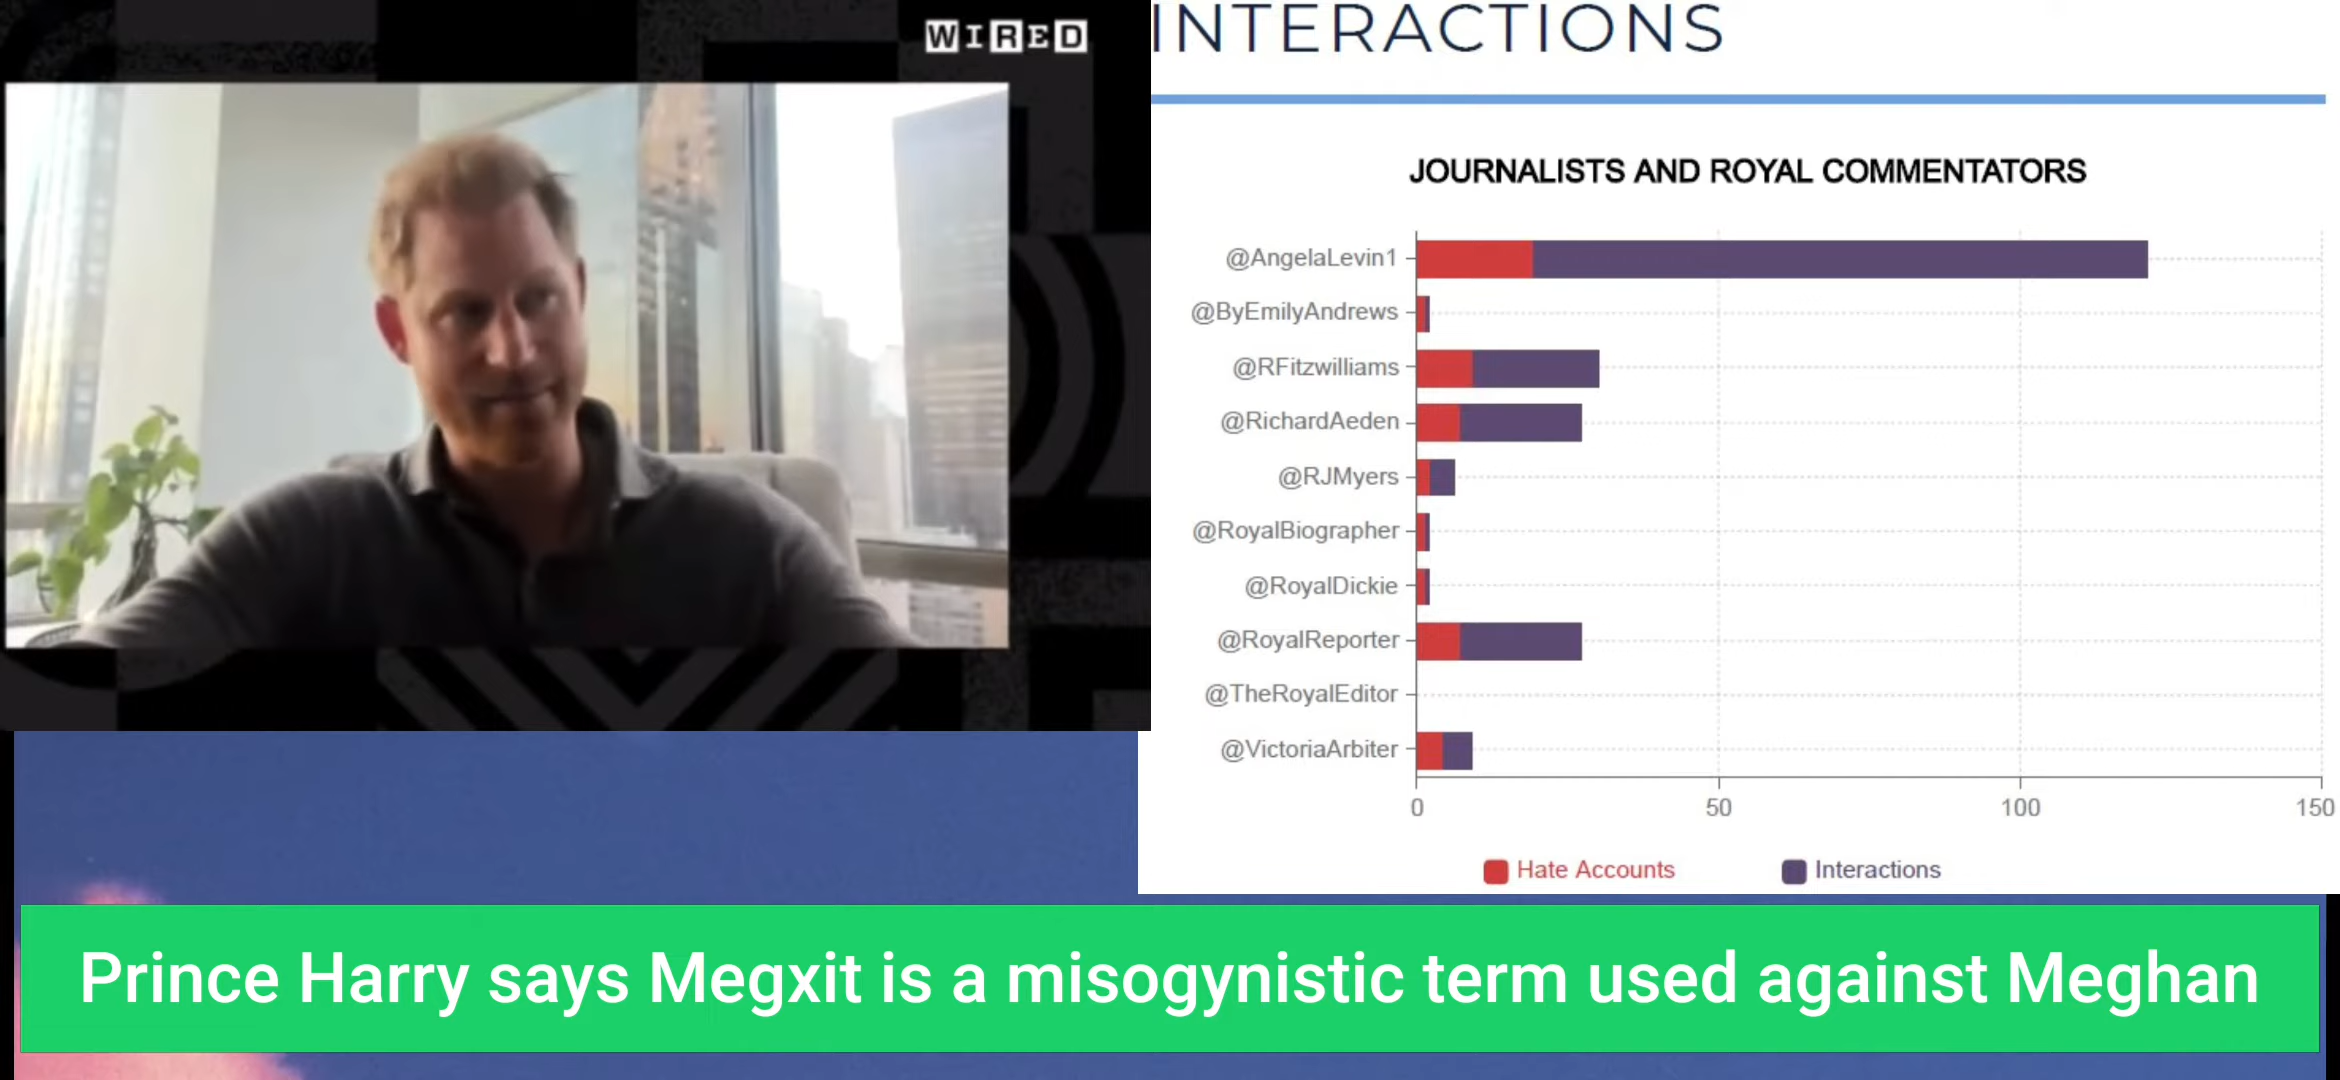 WIRED
INTERACTIONS
JOURNALISTS AND ROYAL COMMENTATORS
@AngelaLevin1
@ByEmilyAndrews
@RFitzwilliams
@RichardAeden
@RJMyers
@RoyalBiographer
@RoyalDickie
@RoyalReporter
@TheRoyalEditor
@VictoriaArbiter
0 50 100 150
Hate Accounts Interactions
Prince Harry says Megxit is a misogynistic term used against Meghan